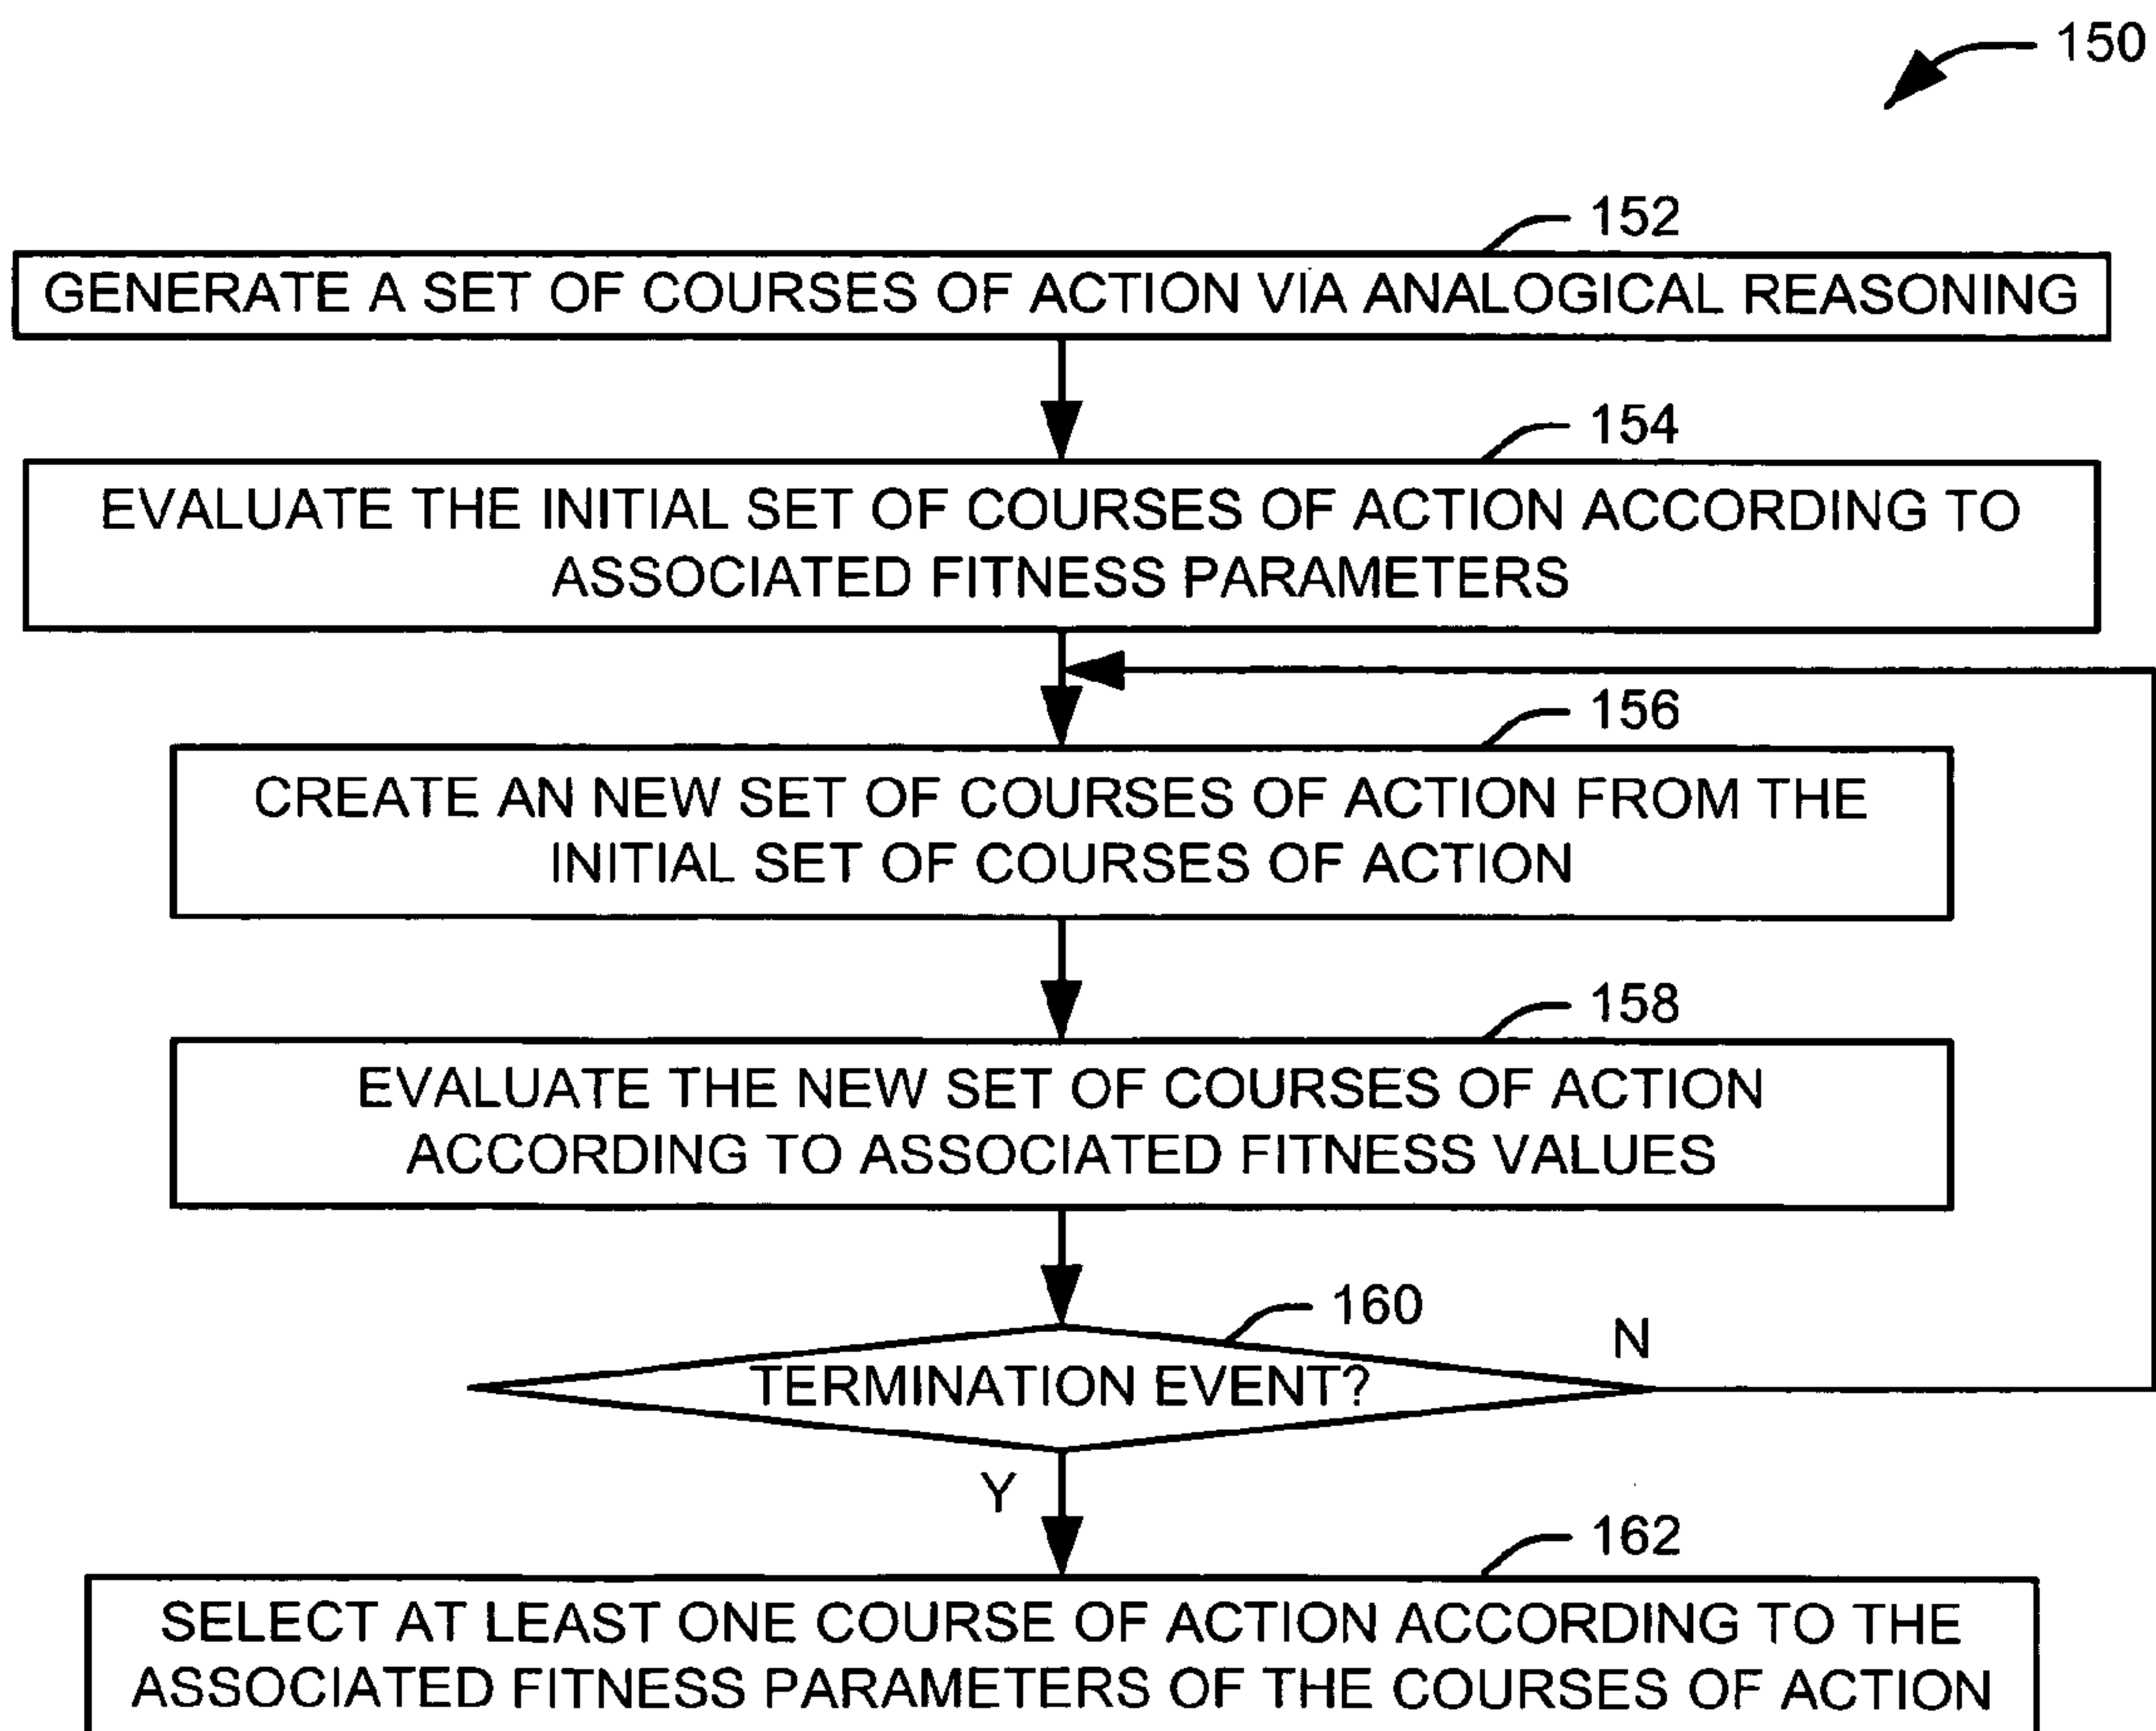 150
152
GENERATE A SET OF COURSES OF ACTION VIA ANALOGICAL REASONING
154
EVALUATE THE INITIAL SET OF COURSES OF ACTION ACCORDING TO
ASSOCIATED FITNESS PARAMETERS
156
CREATE AN NEW SET OF COURSES OF ACTION FROM THE
INITIAL SET OF COURSES OF ACTION
158
EVALUATE THE NEW SET OF COURSES OF ACTION
ACCORDING TO ASSOCIATED FITNESS VALUES
160
N
TERMINATION EVENT?
Y
162
SELECT AT LEAST ONE COURSE OF ACTION ACCORDING TO THE
ASSOCIATED FITNESS PARAMETERS OF THE COURSES OF ACTION